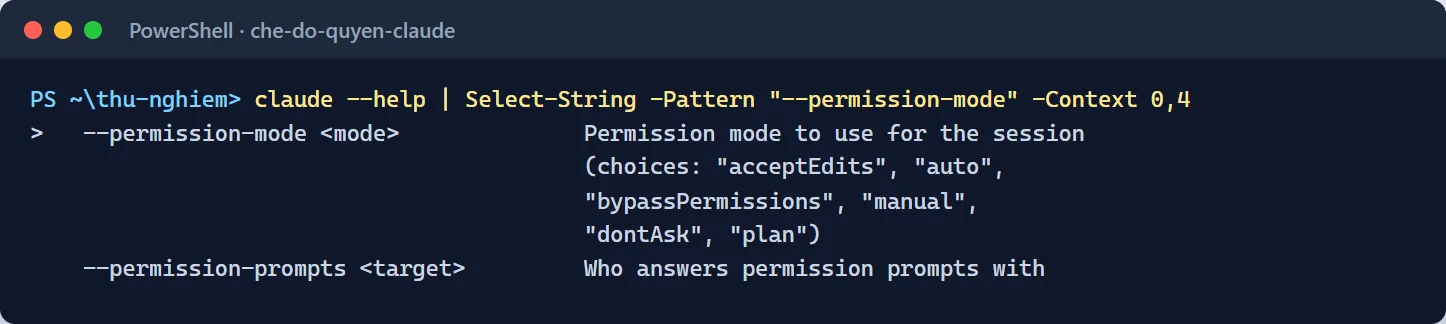 PowerShell · che-do-quyen-claude
PS ~\thu-nghiem> claude --help | Select-String -Pattern "--permission-mode" -Context 0,4
>   --permission-mode <mode>              Permission mode to use for the session
                                          (choices: "acceptEdits", "auto",
                                          "bypassPermissions", "manual",
                                          "dontAsk", "plan")
    --permission-prompts <target>         Who answers permission prompts with